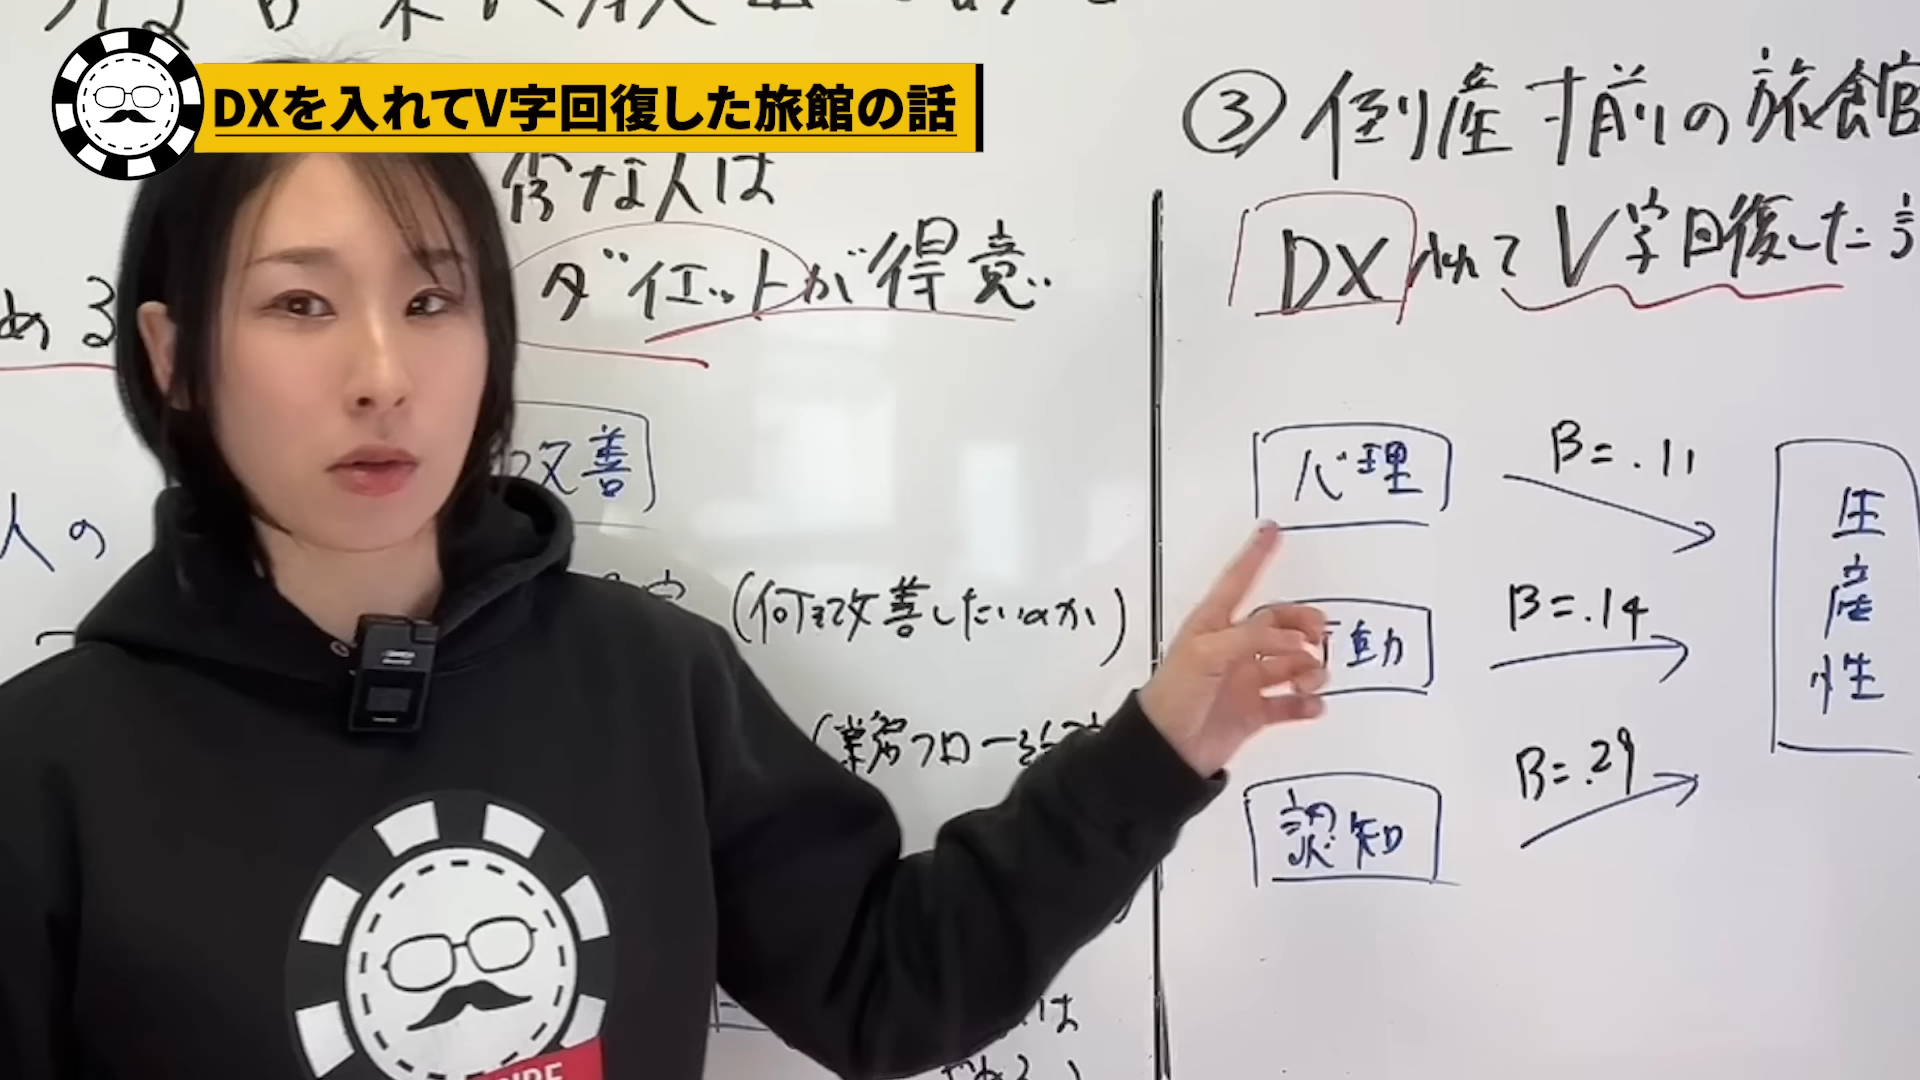 DXを入れてV字回復した旅館の話
③倒産寸前の旅館
DX入れてV字回復した
な人は
ダイエットが得意
める
改善
人の
(何を改善したいのか)
(業務フローを
心理
β=.11
動
β=.14
認知
β=.29
生産性
は